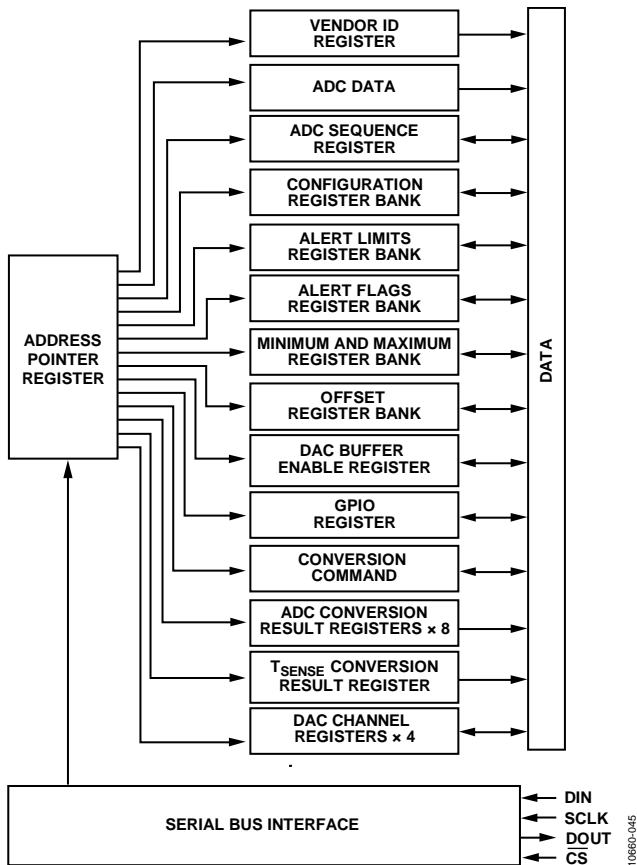 VENDOR ID
REGISTER
ADC DATA
ADC SEQUENCE
REGISTER
CONFIGURATION
REGISTER BANK
ALERT LIMITS
REGISTER BANK
ALERT FLAGS
REGISTER BANK
ADDRESS
POINTER
REGISTER
MINIMUM AND MAXIMUM
REGISTER BANK
DATA
OFFSET
REGISTER BANK
DAC BUFFER
ENABLE REGISTER
GPIO
REGISTER
CONVERSION
COMMAND
ADC CONVERSION
RESULT REGISTERS × 8
TSENSE CONVERSION
RESULT REGISTER
DAC CHANNEL
REGISTERS × 4
SERIAL BUS INTERFACE
DIN
SCLK
DOUT
CS
10660-045